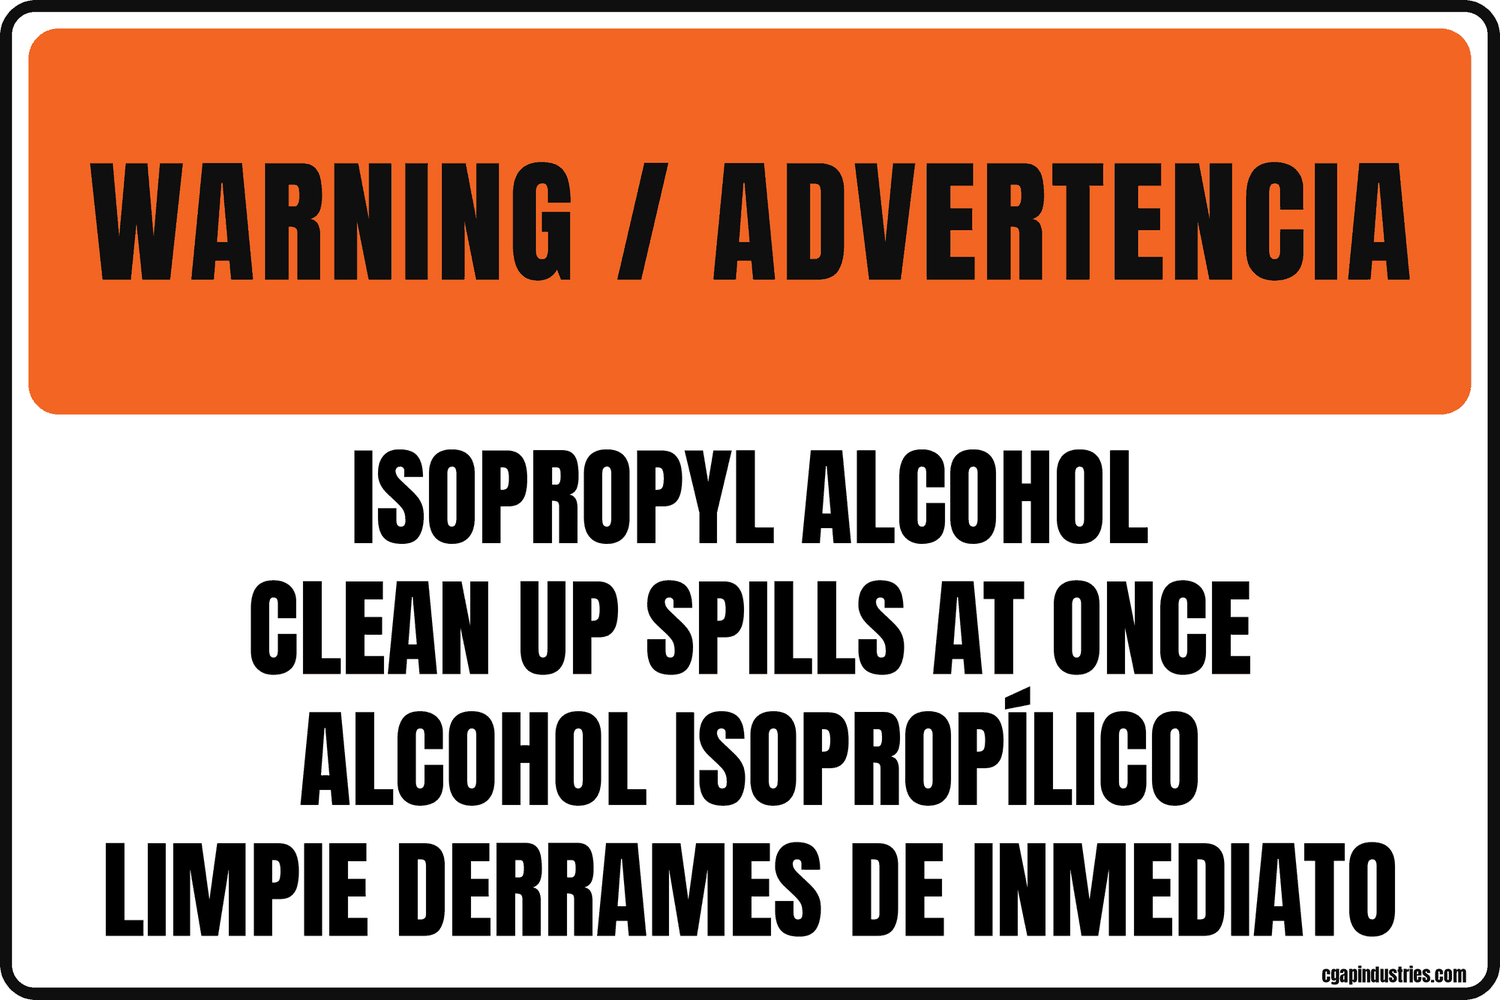 WARNING / ADVERTENCIA
ISOPROPYL ALCOHOL
CLEAN UP SPILLS AT ONCE
ALCOHOL ISOPROPÍLICO
LIMPIE DERRAMES DE INMEDIATO
cgapindustries.com